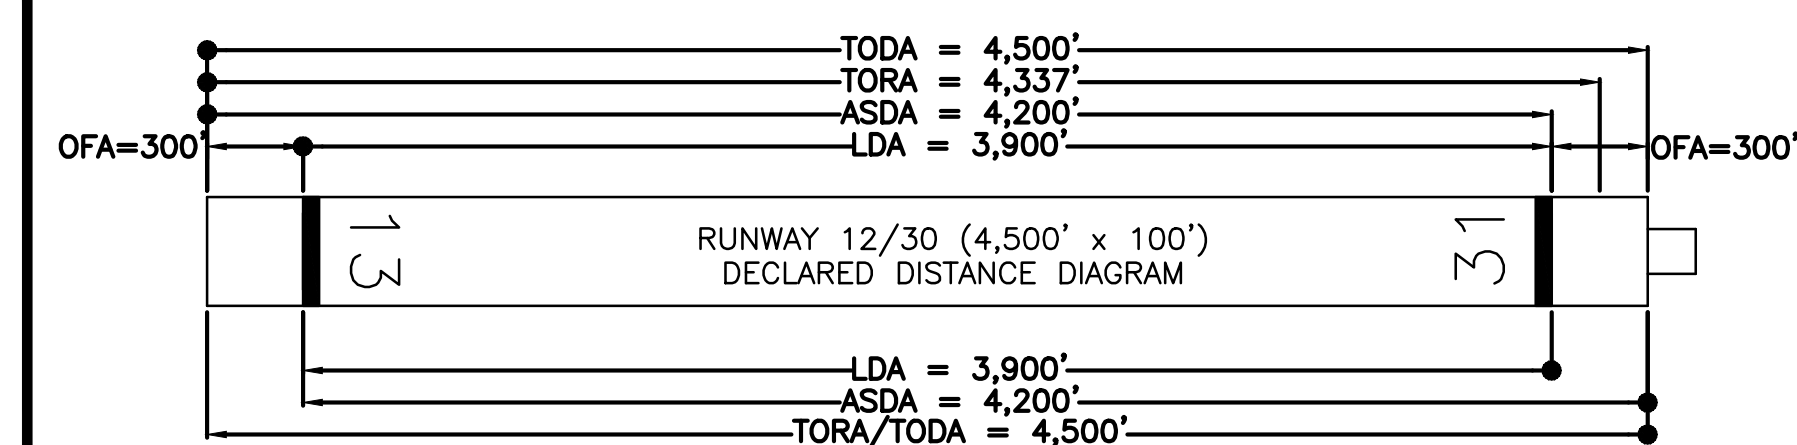 TODA = 4,500'
TORA = 4,337'
ASDA = 4,200'
OFA=300' LDA = 3,900' OFA=300'
13
RUNWAY 12/30 (4,500' x 100')
DECLARED DISTANCE DIAGRAM
31
LDA = 3,900'
ASDA = 4,200'
TORA/TODA = 4,500'